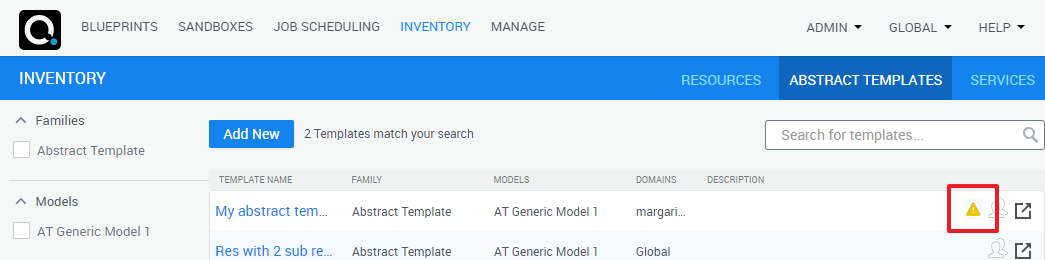 BLUEPRINTS SANDBOXES JOB SCHEDULING INVENTORY MANAGE ADMIN GLOBAL HELP
INVENTORY RESOURCES ABSTRACT TEMPLATES SERVICES
Families
Abstract Template
Models
AT Generic Model 1
Add New 2 Templates match your search Search for templates...
TEMPLATE NAME FAMILY MODELS DOMAINS DESCRIPTION
My abstract tem... Abstract Template AT Generic Model 1 margari...
Res with 2 sub re... Abstract Template AT Generic Model 1 Global